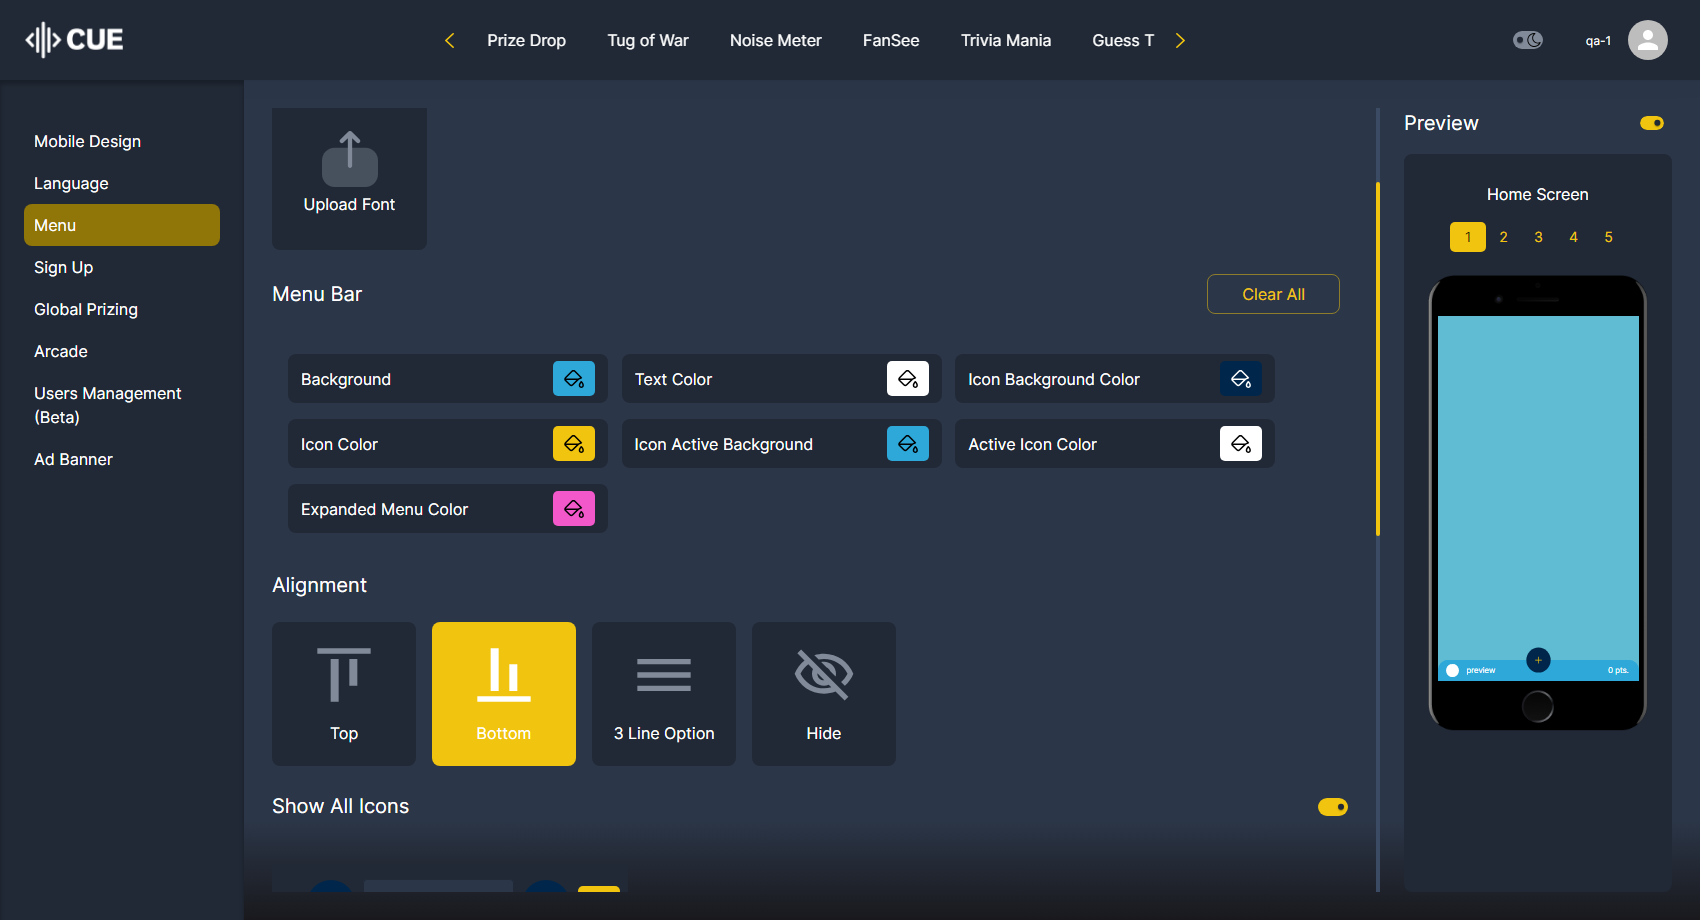 CUE
Prize Drop
Tug of War
Noise Meter
FanSee
Trivia Mania
Guess T
qa-1
Mobile Design
Language
Menu
Sign Up
Global Prizing
Arcade
Users Management
(Beta)
Ad Banner
Upload Font
Menu Bar
Clear All
Background
Text Color
Icon Background Color
Icon Color
Icon Active Background
Active Icon Color
Expanded Menu Color
Alignment
Top
Bottom
3 Line Option
Hide
Show All Icons
Preview
Home Screen
1 2 3 4 5
preview
+
0 pts.